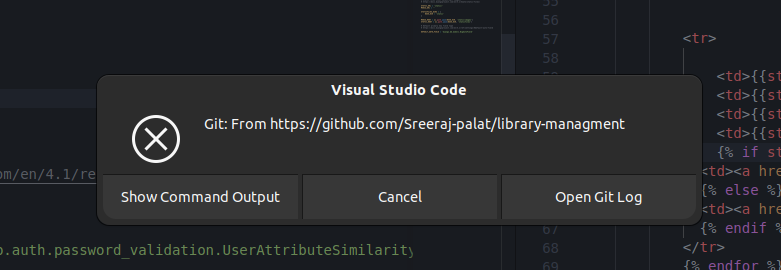 55
56
57
<tr>
58
<td>{{st
<td>{{st
<td>{{st
<td>{{st
{% if st
<td><a hre
{% else %}
<td><a hre
{% endif %
67
68
</tr>
69
{% endfor %}
Visual Studio Code
Git: From https://github.com/Sreeraj-palat/library-managment
Show Command Output
Cancel
Open Git Log
om/en/4.1/re
o.auth.password_validation.UserAttributeSimilarity